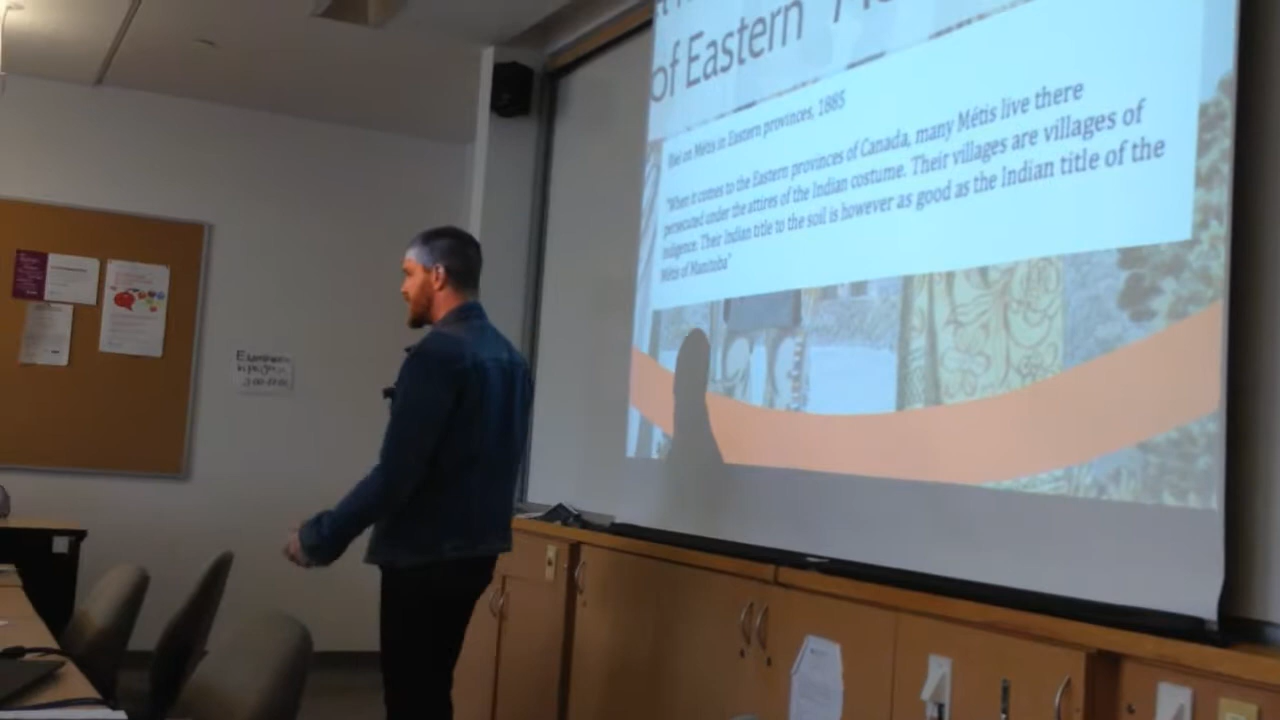 of Eastern
Riel on Métis in Eastern provinces, 1885
"When it comes to the Eastern provinces of Canada, many Métis live there
persecuted under the attires of the Indian costume. Their villages are villages of
indigence. Their Indian title to the soil is however as good as the Indian title of the
Métis of Manitoba"